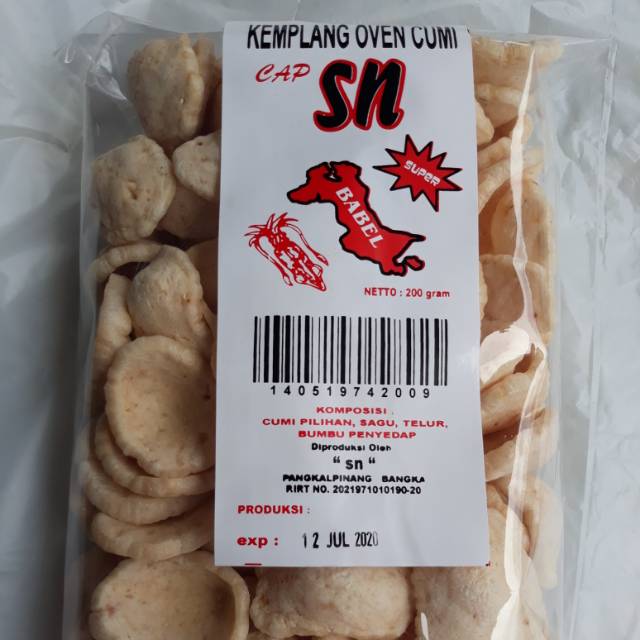 KEMPLANG OVEN CUMI
CAP sn
SUPER
BABEL
NETTO : 200 gram
140519742009
KOMPOSISI :
CUMI PILIHAN, SAGU, TELUR,
BUMBU PENYEDAP
Diproduksi Oleh
“ sn “
PANGKALPINANG BANGKA
RIRT NO. 2021971010190-20
PRODUKSI :
exp : 12 JUL 2020